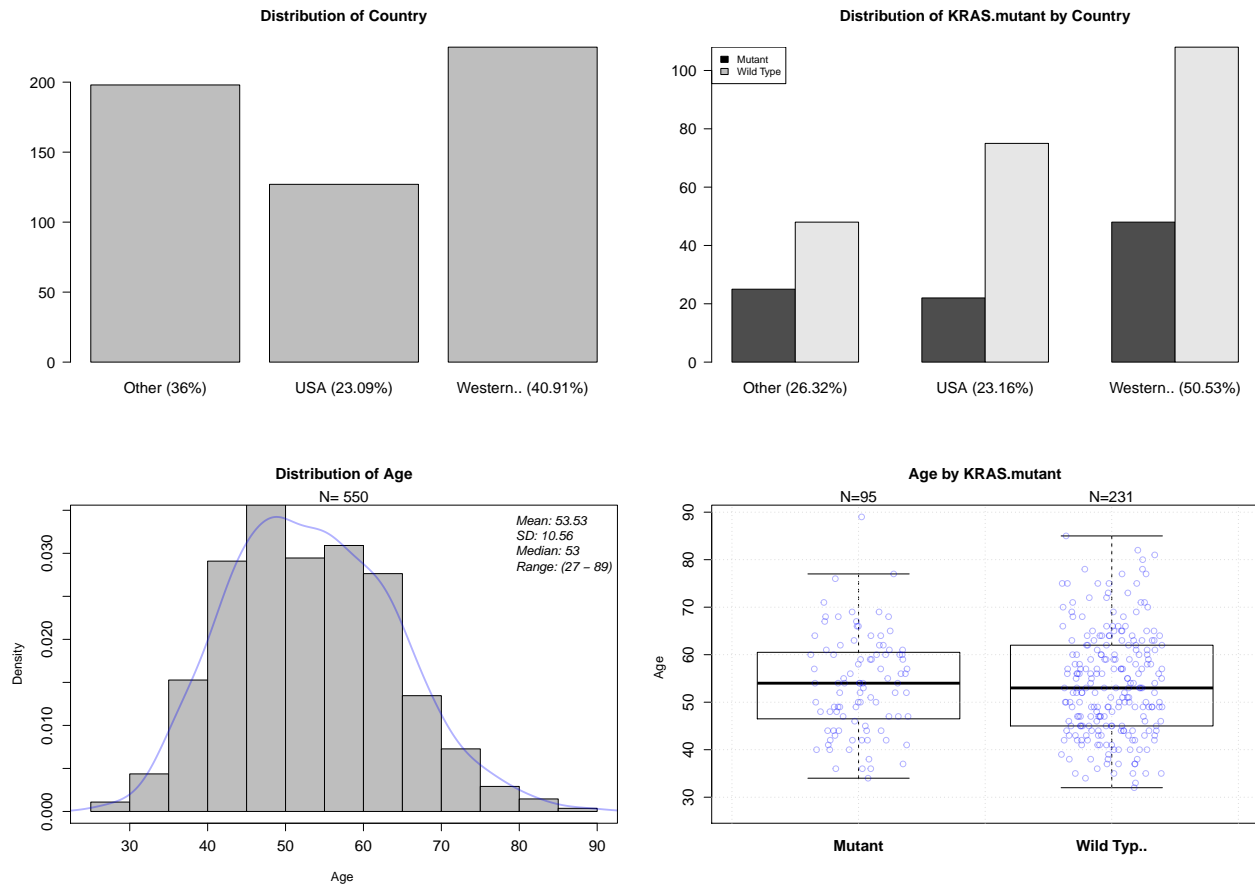 Distribution of Country
200
150
100
50
0
Other (36%)
USA (23.09%)
Western.. (40.91%)
Distribution of KRAS.mutant by Country
Mutant
Wild Type
100
80
60
40
20
0
Other (26.32%)
USA (23.16%)
Western.. (50.53%)
Distribution of Age
N= 550
Mean: 53.53
SD: 10.56
Median: 53
Range: (27 − 89)
Density
0.030
0.020
0.010
0.000
30
40
50
60
70
80
90
Age
Age by KRAS.mutant
N=95
N=231
Age
90
80
70
60
50
40
30
Mutant
Wild Typ..